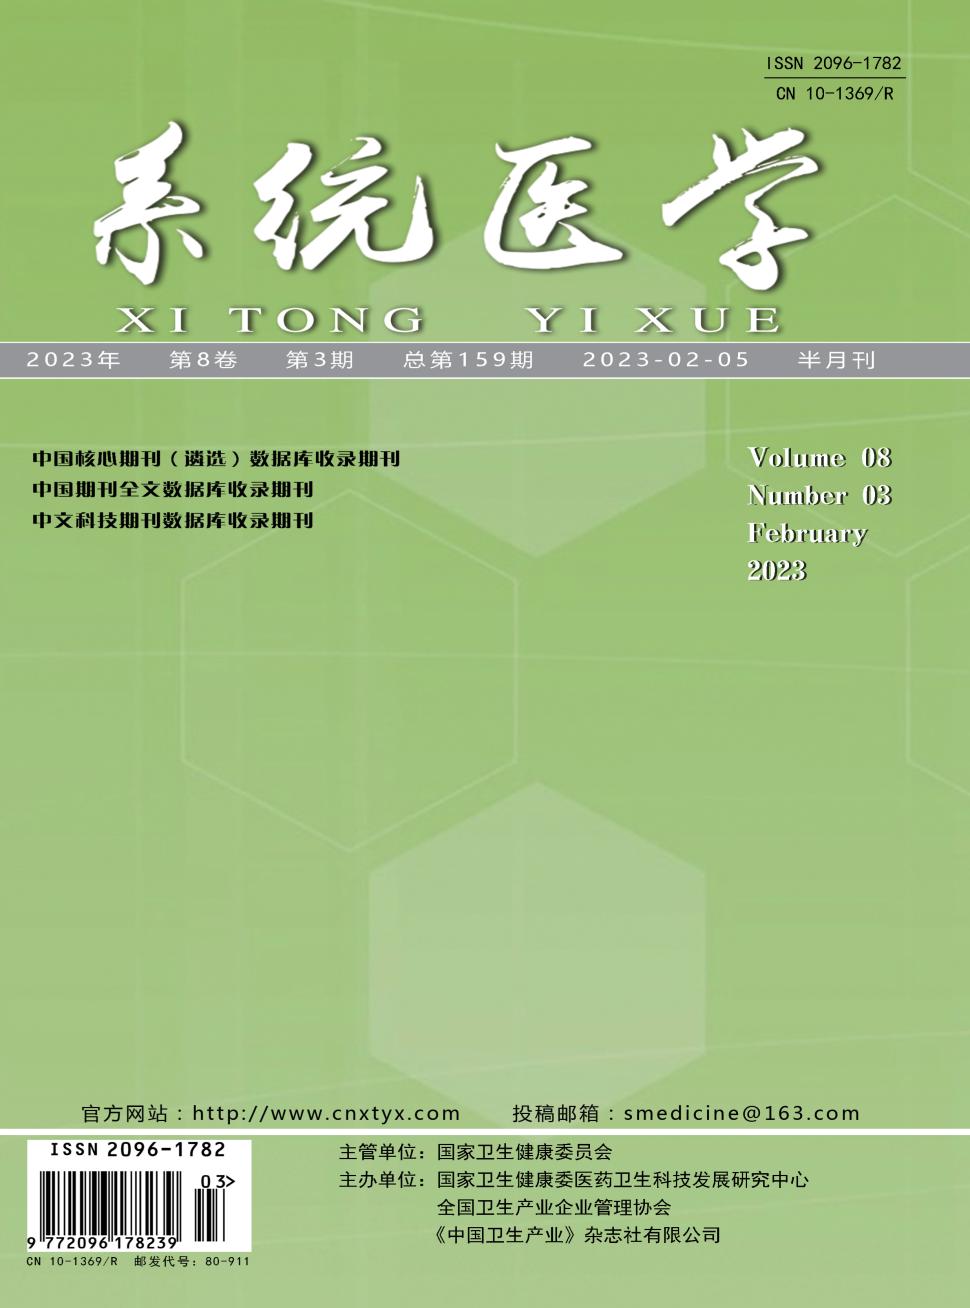 ISSN 2096-1782
CN 10-1369/R
系统医学
XI TONG YI XUE
2023年 第8卷 第3期 总第159期 2023-02-05 半月刊
中国核心期刊（遴选）数据库收录期刊
中国期刊全文数据库收录期刊
中文科技期刊数据库收录期刊
Volume 08
Number 03
February
2023
官方网站：http://www.cnxtyx.com 投稿邮箱：smedicine@163.com
ISSN 2096-1782
03>
9 772096 178239
CN 10-1369/R 邮发代号：80-911
主管单位：国家卫生健康委员会
主办单位：国家卫生健康委医药卫生科技发展研究中心
全国卫生产业企业管理协会
《中国卫生产业》杂志社有限公司